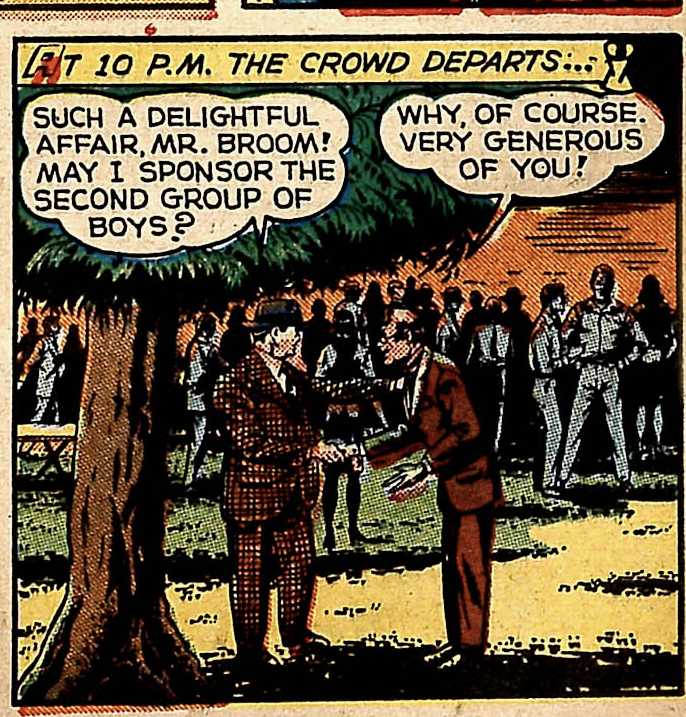 AT 10 P.M. THE CROWD DEPARTS...
SUCH A DELIGHTFUL
AFFAIR, MR. BROOM!
MAY I SPONSOR THE
SECOND GROUP OF
BOYS?
WHY, OF COURSE.
VERY GENEROUS
OF YOU!